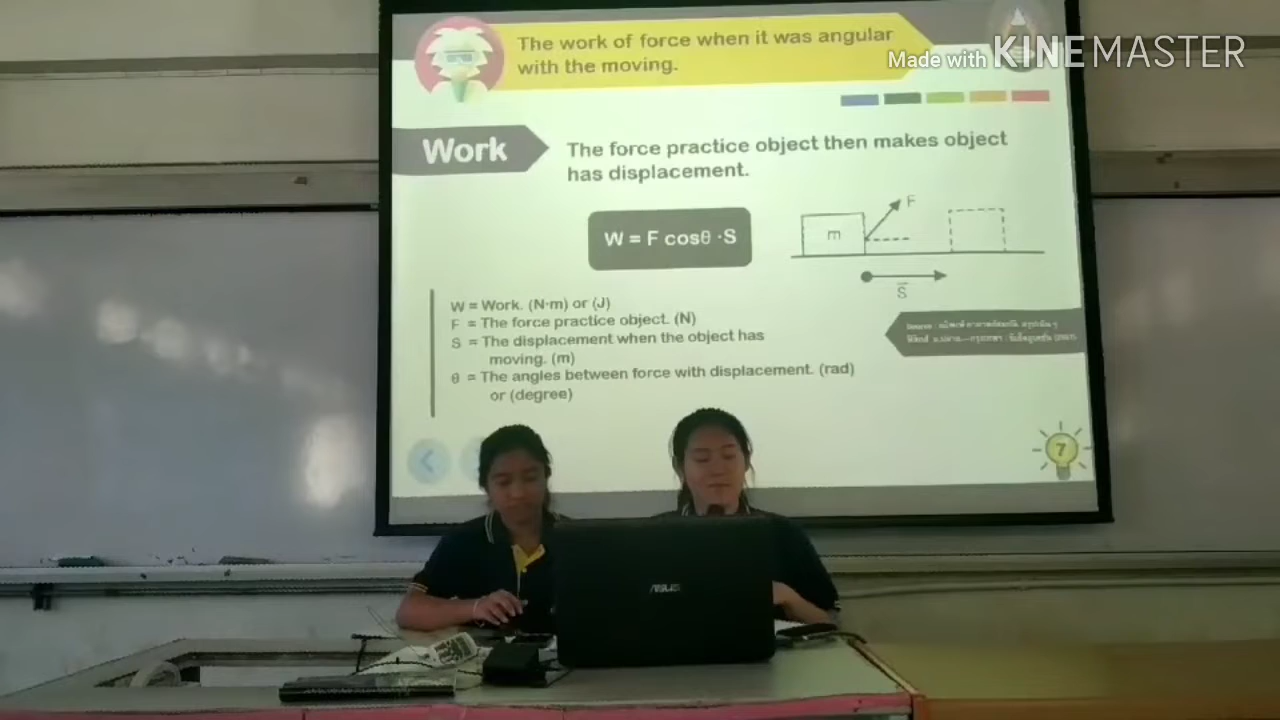 The work of force when it was angular
with the moving.
Made with KINEMASTER
Work
The force practice object then makes object
has displacement.
W = F cosθ ·S
F
m
S
W = Work. (N·m) or (J)
F = The force practice object. (N)
S = The displacement when the object has
moving. (m)
θ = The angles between force with displacement. (rad)
or (degree)
7
ASUS